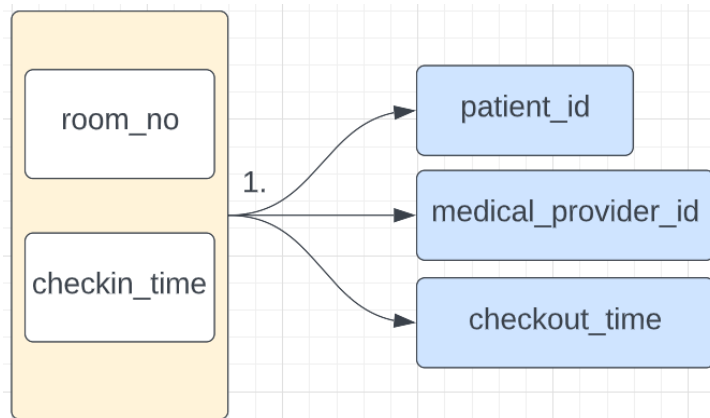 room_no
checkin_time
1.
patient_id
medical_provider_id
checkout_time